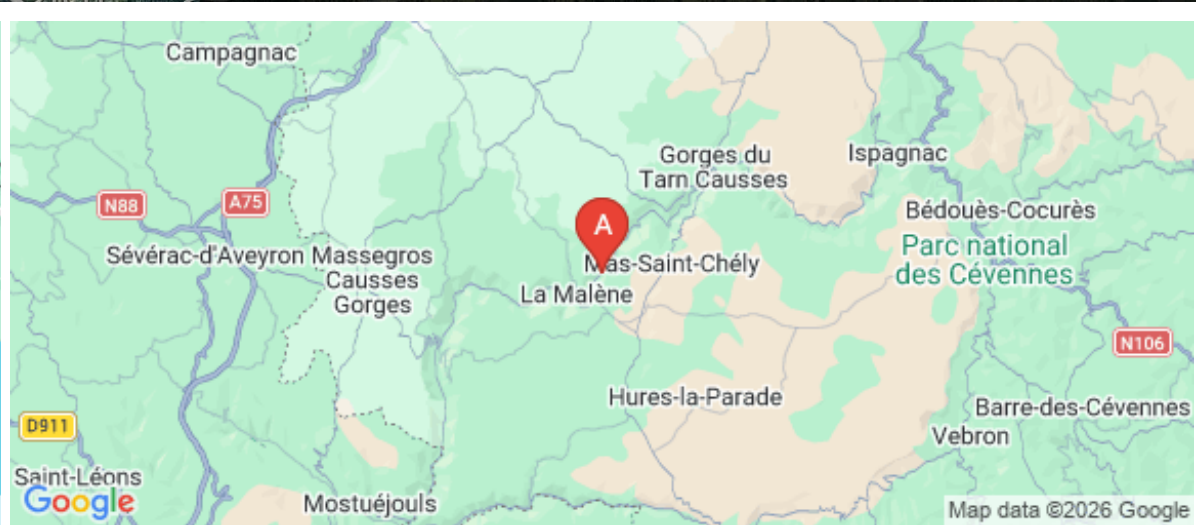 Campagnac
Gorges du
Tarn Causses
Ispagnac
N88
A75
A
Bédouès-Cocurès
Parc national
des Cévennes
Sévérac-d'Aveyron
Massegros
Causses
Gorges
Mas-Saint-Chély
La Malène
N106
Hures-la-Parade
Barre-des-Cévennes
D911
Vebron
Saint-Léons
Google
Mostuéjouls
Map data ©2026 Google